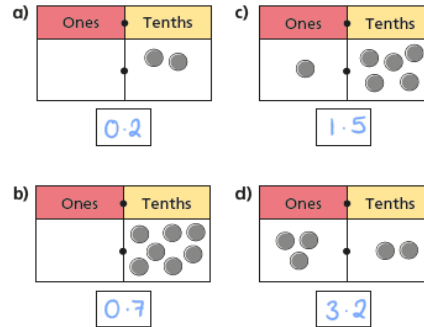 a)
Ones Tenths
0.2
b)
Ones Tenths
0.7
c)
Ones Tenths
1.5
d)
Ones Tenths
3.2